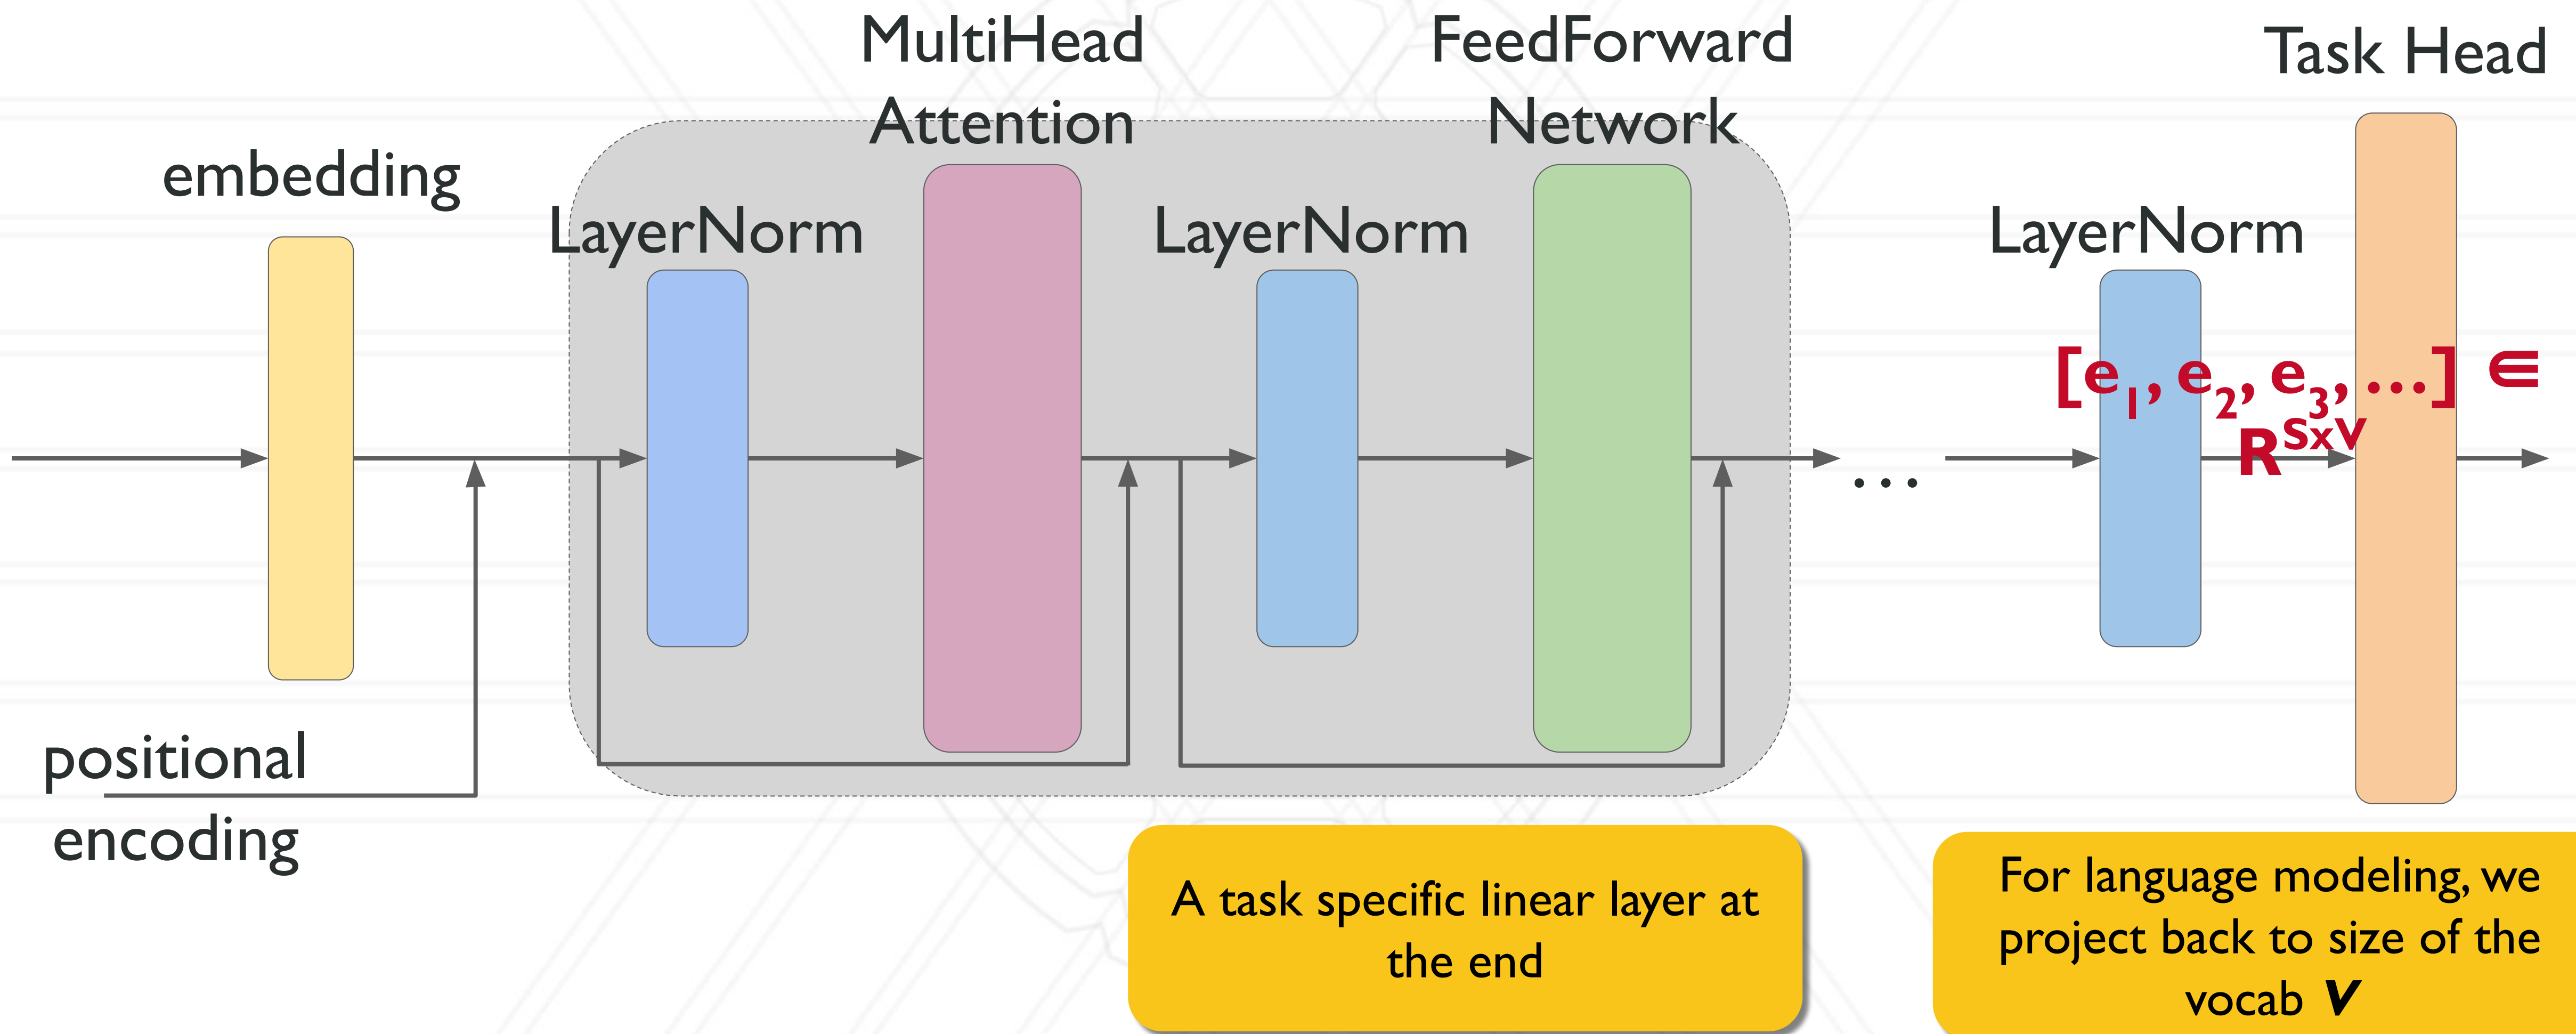 embedding
positional
encoding
LayerNorm
MultiHead
Attention
LayerNorm
FeedForward
Network
...
LayerNorm
Task Head
[e1, e2, e3, ...] ∈
R^SxV
A task specific linear layer at
the end
For language modeling, we
project back to size of the
vocab V